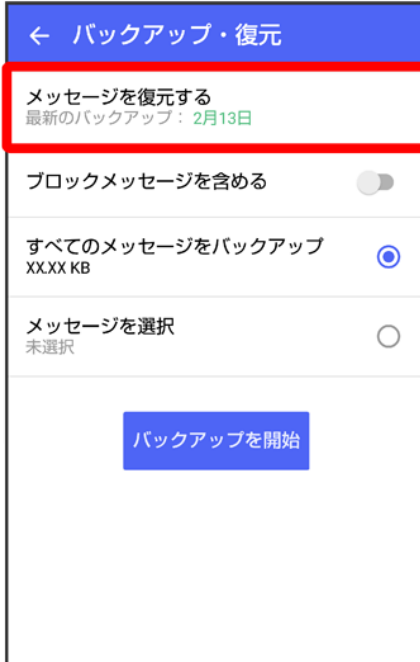 ← バックアップ・復元
メッセージを復元する
最新のバックアップ： 2月13日
ブロックメッセージを含める
すべてのメッセージをバックアップ
XX.XX KB
メッセージを選択
未選択
バックアップを開始